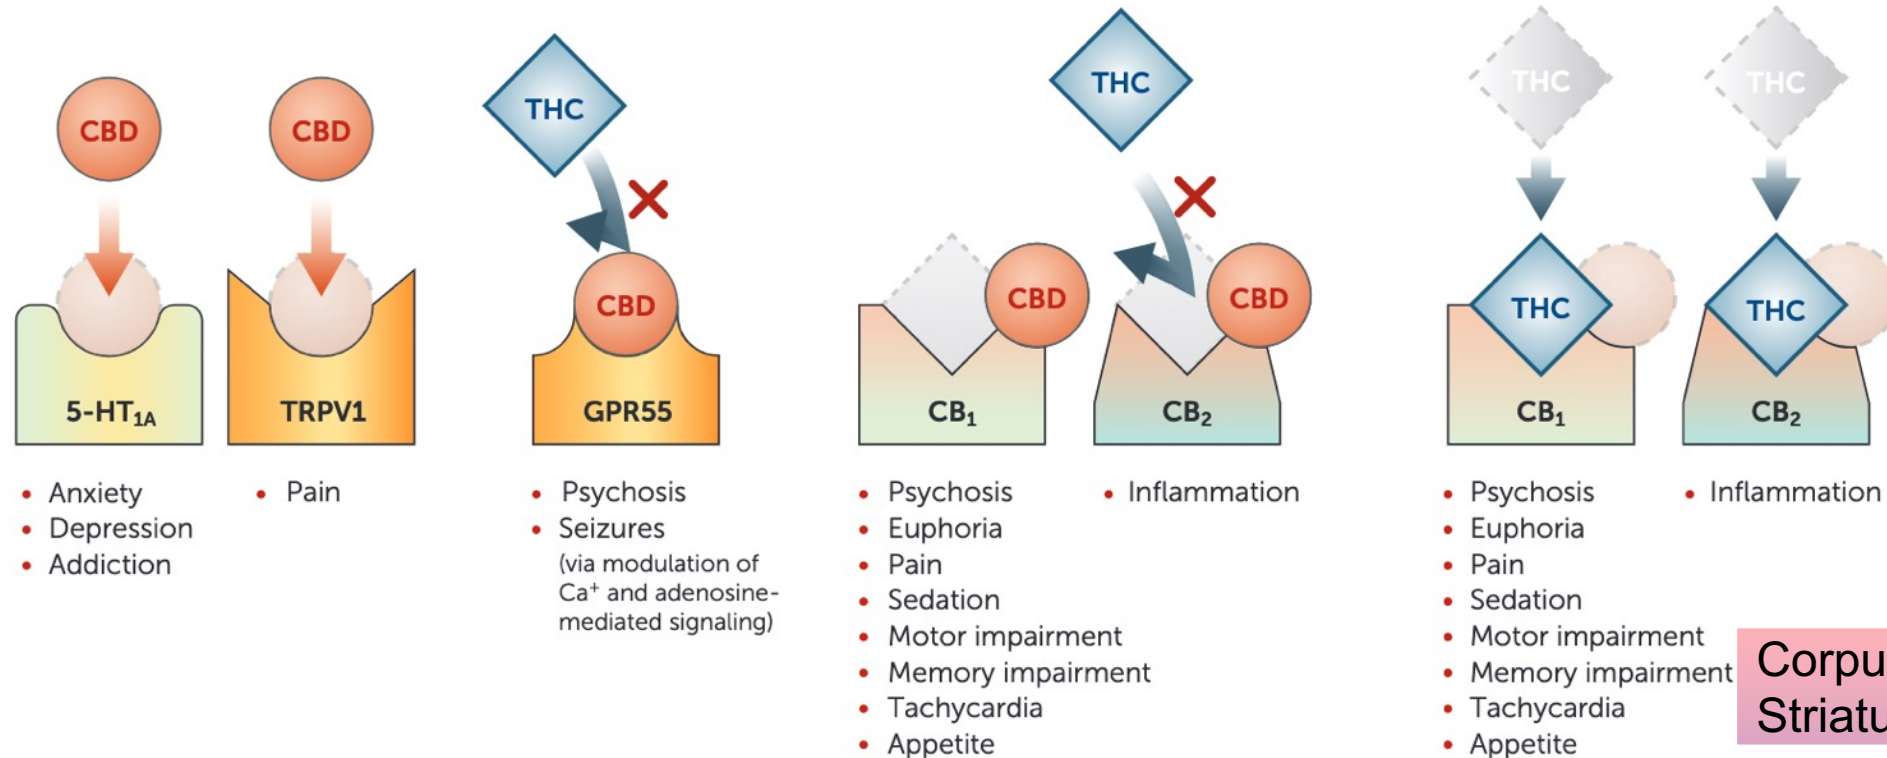 CBD
CBD
THC
CBD
THC
CBD
CBD
THC
THC
THC
THC
5-HT1A
TRPV1
GPR55
CB1
CB2
CB1
CB2
• Anxiety
• Depression
• Addiction
• Pain
• Psychosis
• Seizures
(via modulation of
Ca+ and adenosine-
mediated signaling)
• Psychosis
• Euphoria
• Pain
• Sedation
• Motor impairment
• Memory impairment
• Tachycardia
• Appetite
• Inflammation
• Psychosis
• Euphoria
• Pain
• Sedation
• Motor impairment
• Memory impairment
• Tachycardia
• Appetite
• Inflammation
Corpu
Striatu